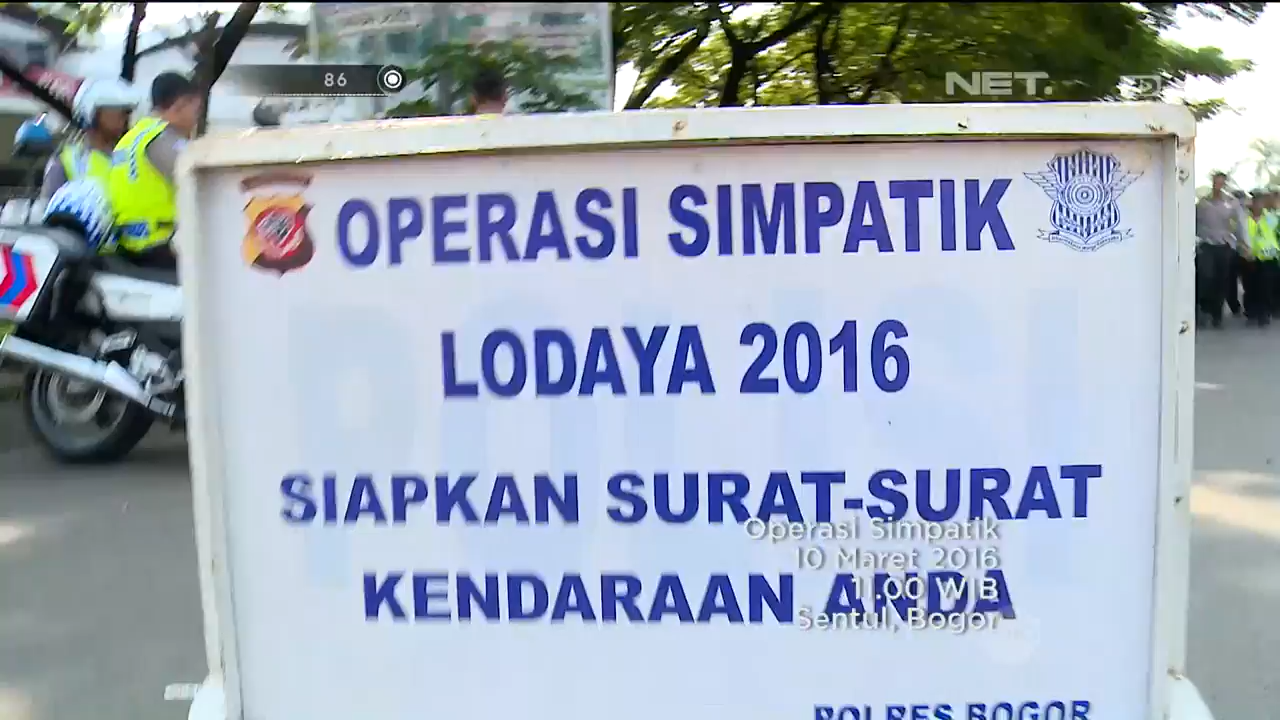 86
NET.
OPERASI SIMPATIK
LODAYA 2016
SIAPKAN SURAT-SURAT
KENDARAAN ANDA
Operasi Simpatik
10 Maret 2016
11.00 WIB
Sentul, Bogor
POLRES BOGOR